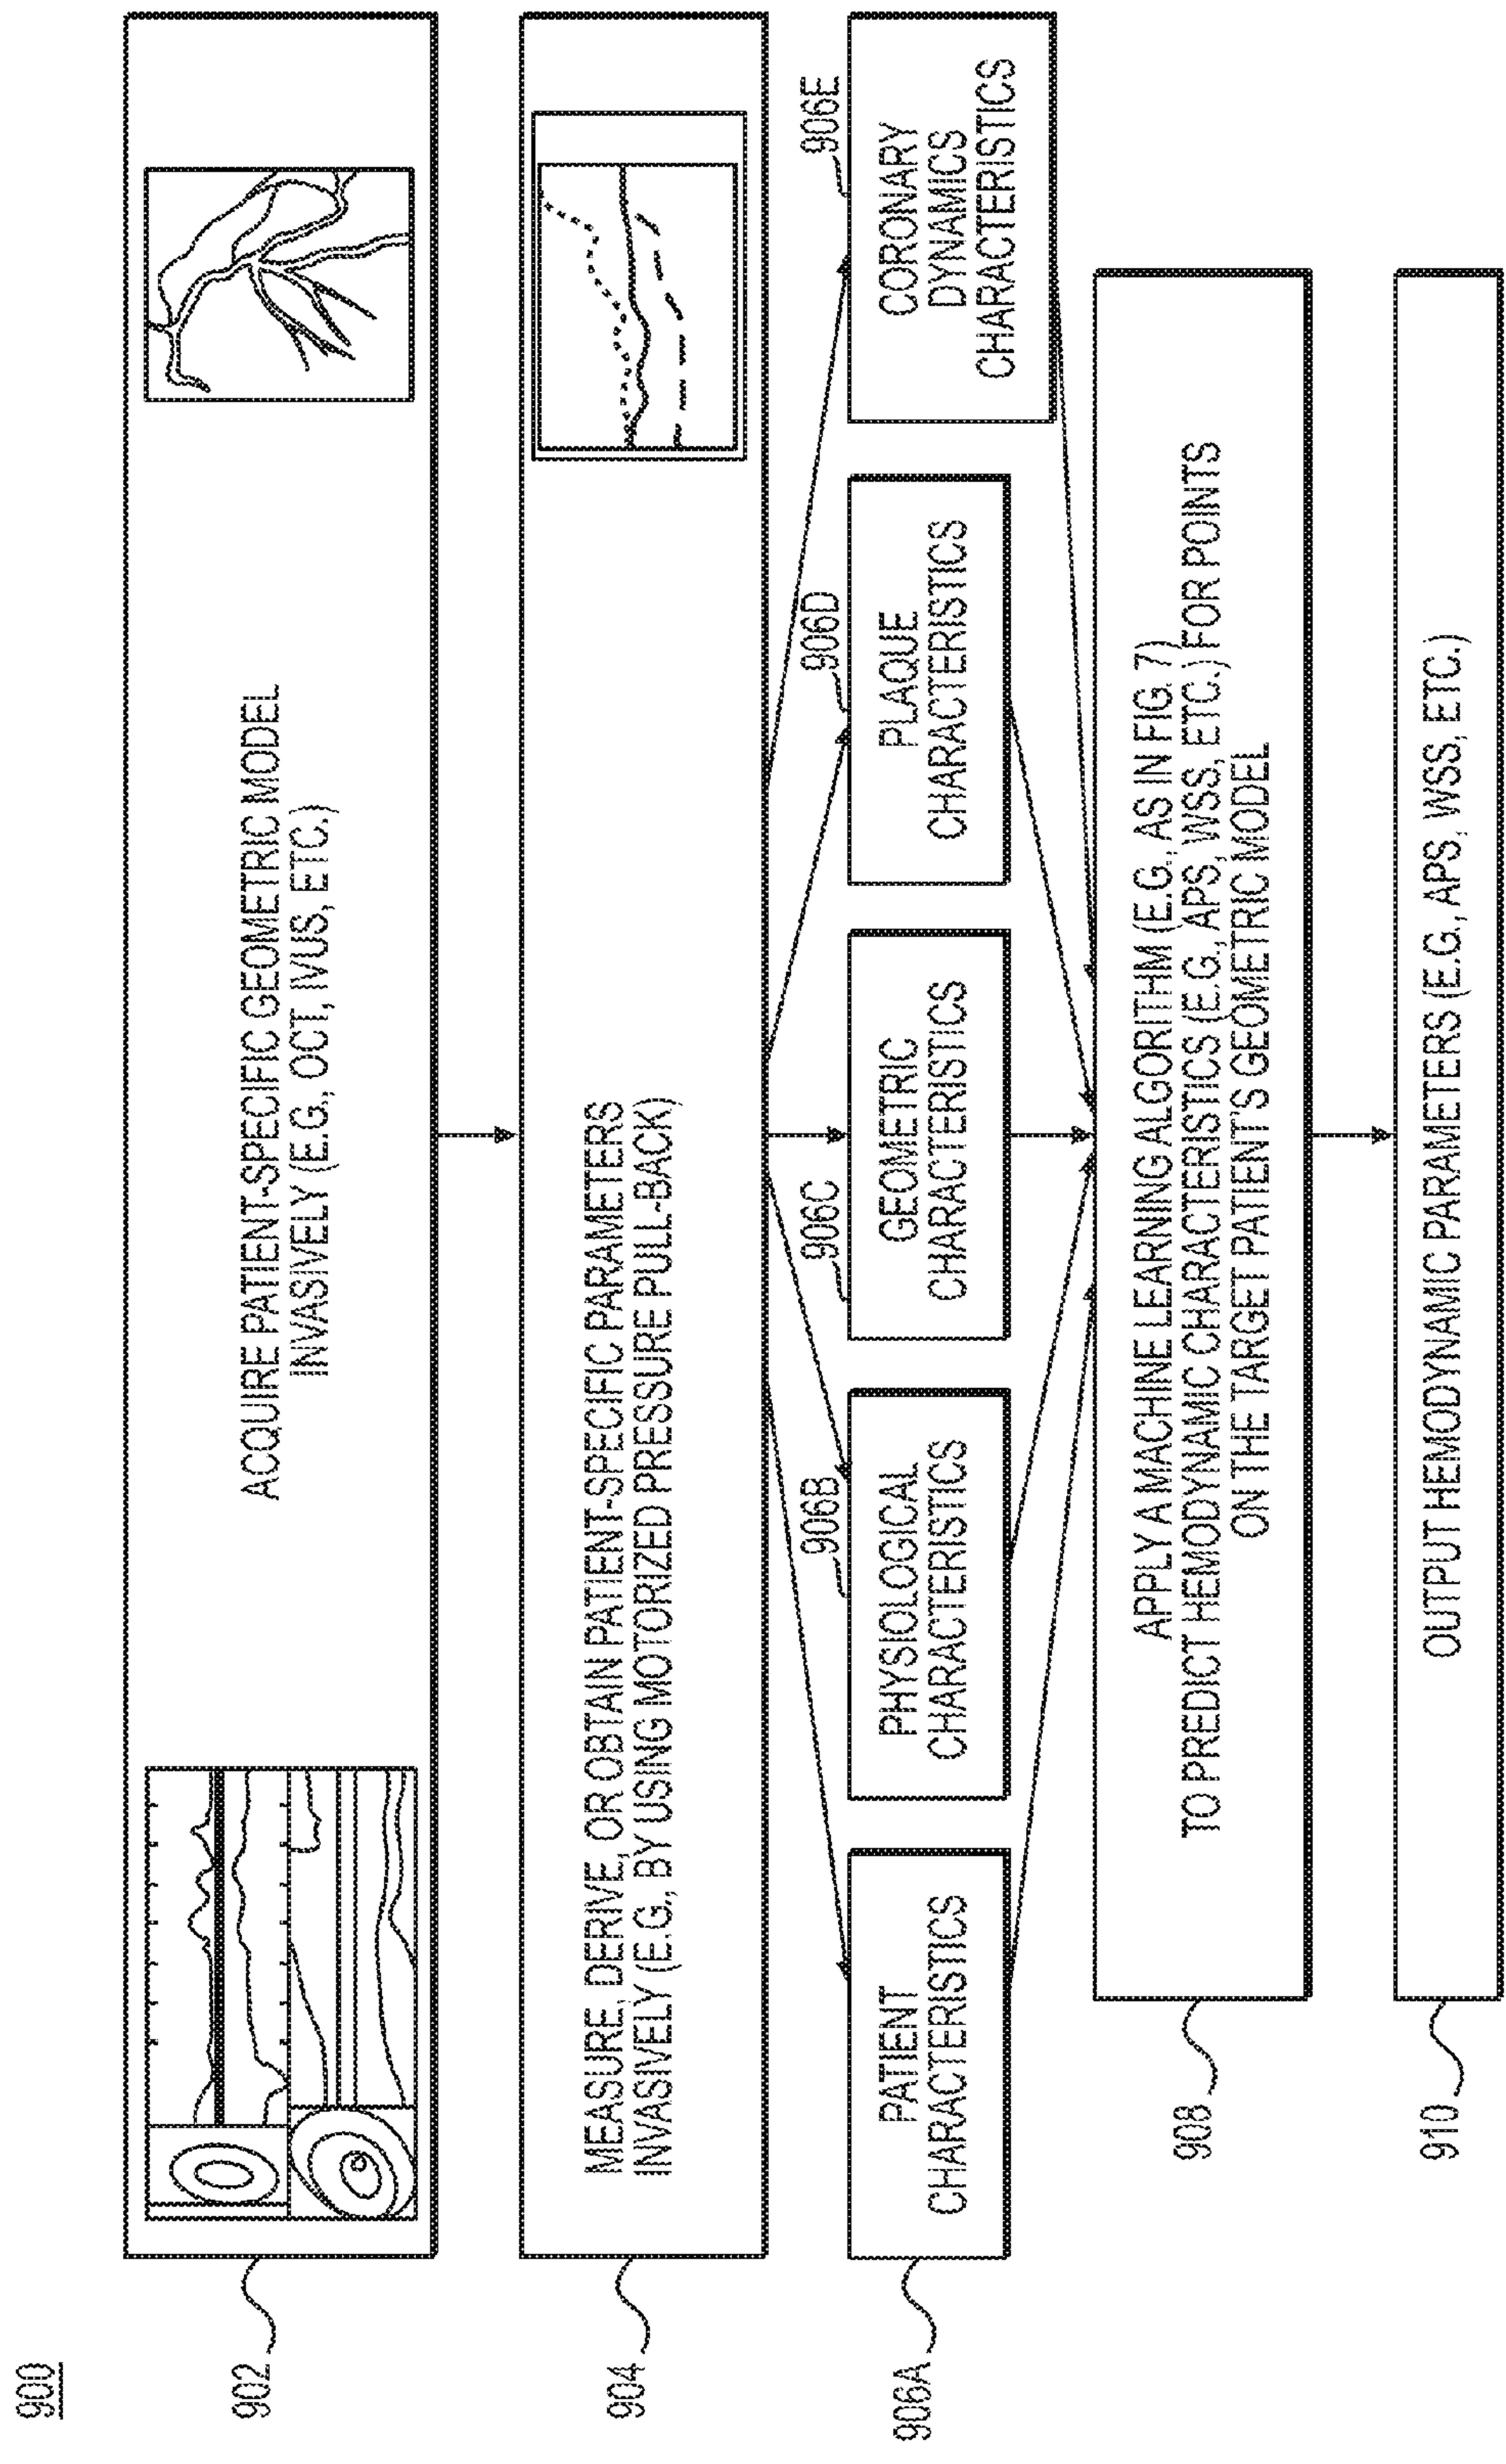 900
902
ACQUIRE PATIENT-SPECIFIC GEOMETRIC MODEL
INVASIVELY (E.G., OCT, IVUS, ETC.)
904
MEASURE, DERIVE, OR OBTAIN PATIENT-SPECIFIC PARAMETERS
INVASIVELY (E.G., BY USING MOTORIZED PRESSURE PULL-BACK)
906A
PATIENT
CHARACTERISTICS
906B
PHYSIOLOGICAL
CHARACTERISTICS
906C
GEOMETRIC
CHARACTERISTICS
906D
PLAQUE
CHARACTERISTICS
906E
CORONARY
DYNAMICS
CHARACTERISTICS
908
APPLY A MACHINE LEARNING ALGORITHM (E.G., AS IN FIG. 7)
TO PREDICT HEMODYNAMIC CHARACTERISTICS (E.G., APS, WSS, ETC.) FOR POINTS
ON THE TARGET PATIENT'S GEOMETRIC MODEL
910
OUTPUT HEMODYNAMIC PARAMETERS (E.G., APS, WSS, ETC.)